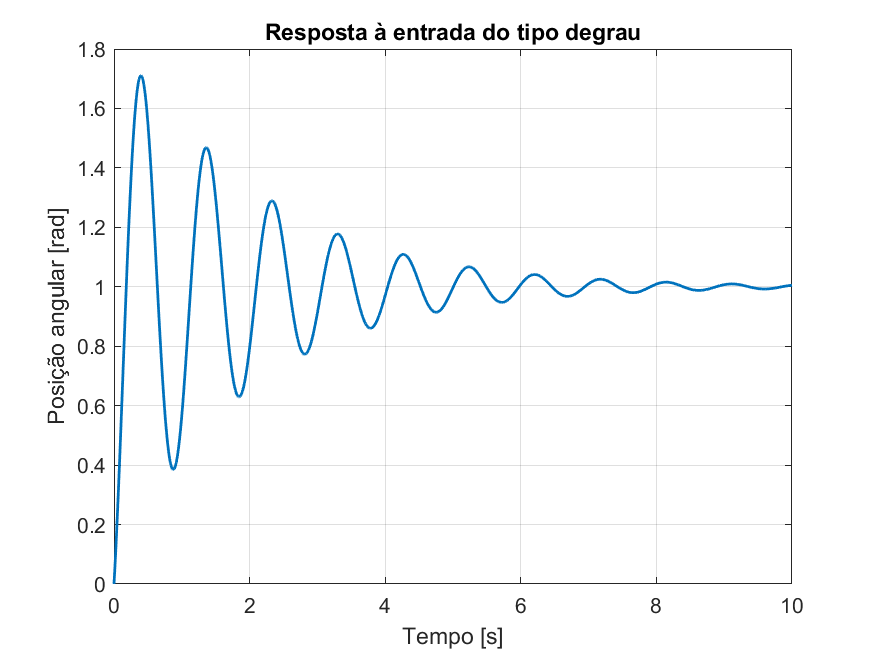 Resposta à entrada do tipo degrau
Posição angular [rad]
1.8
1.6
1.4
1.2
1
0.8
0.6
0.4
0.2
0
0 2 4 6 8 10
Tempo [s]